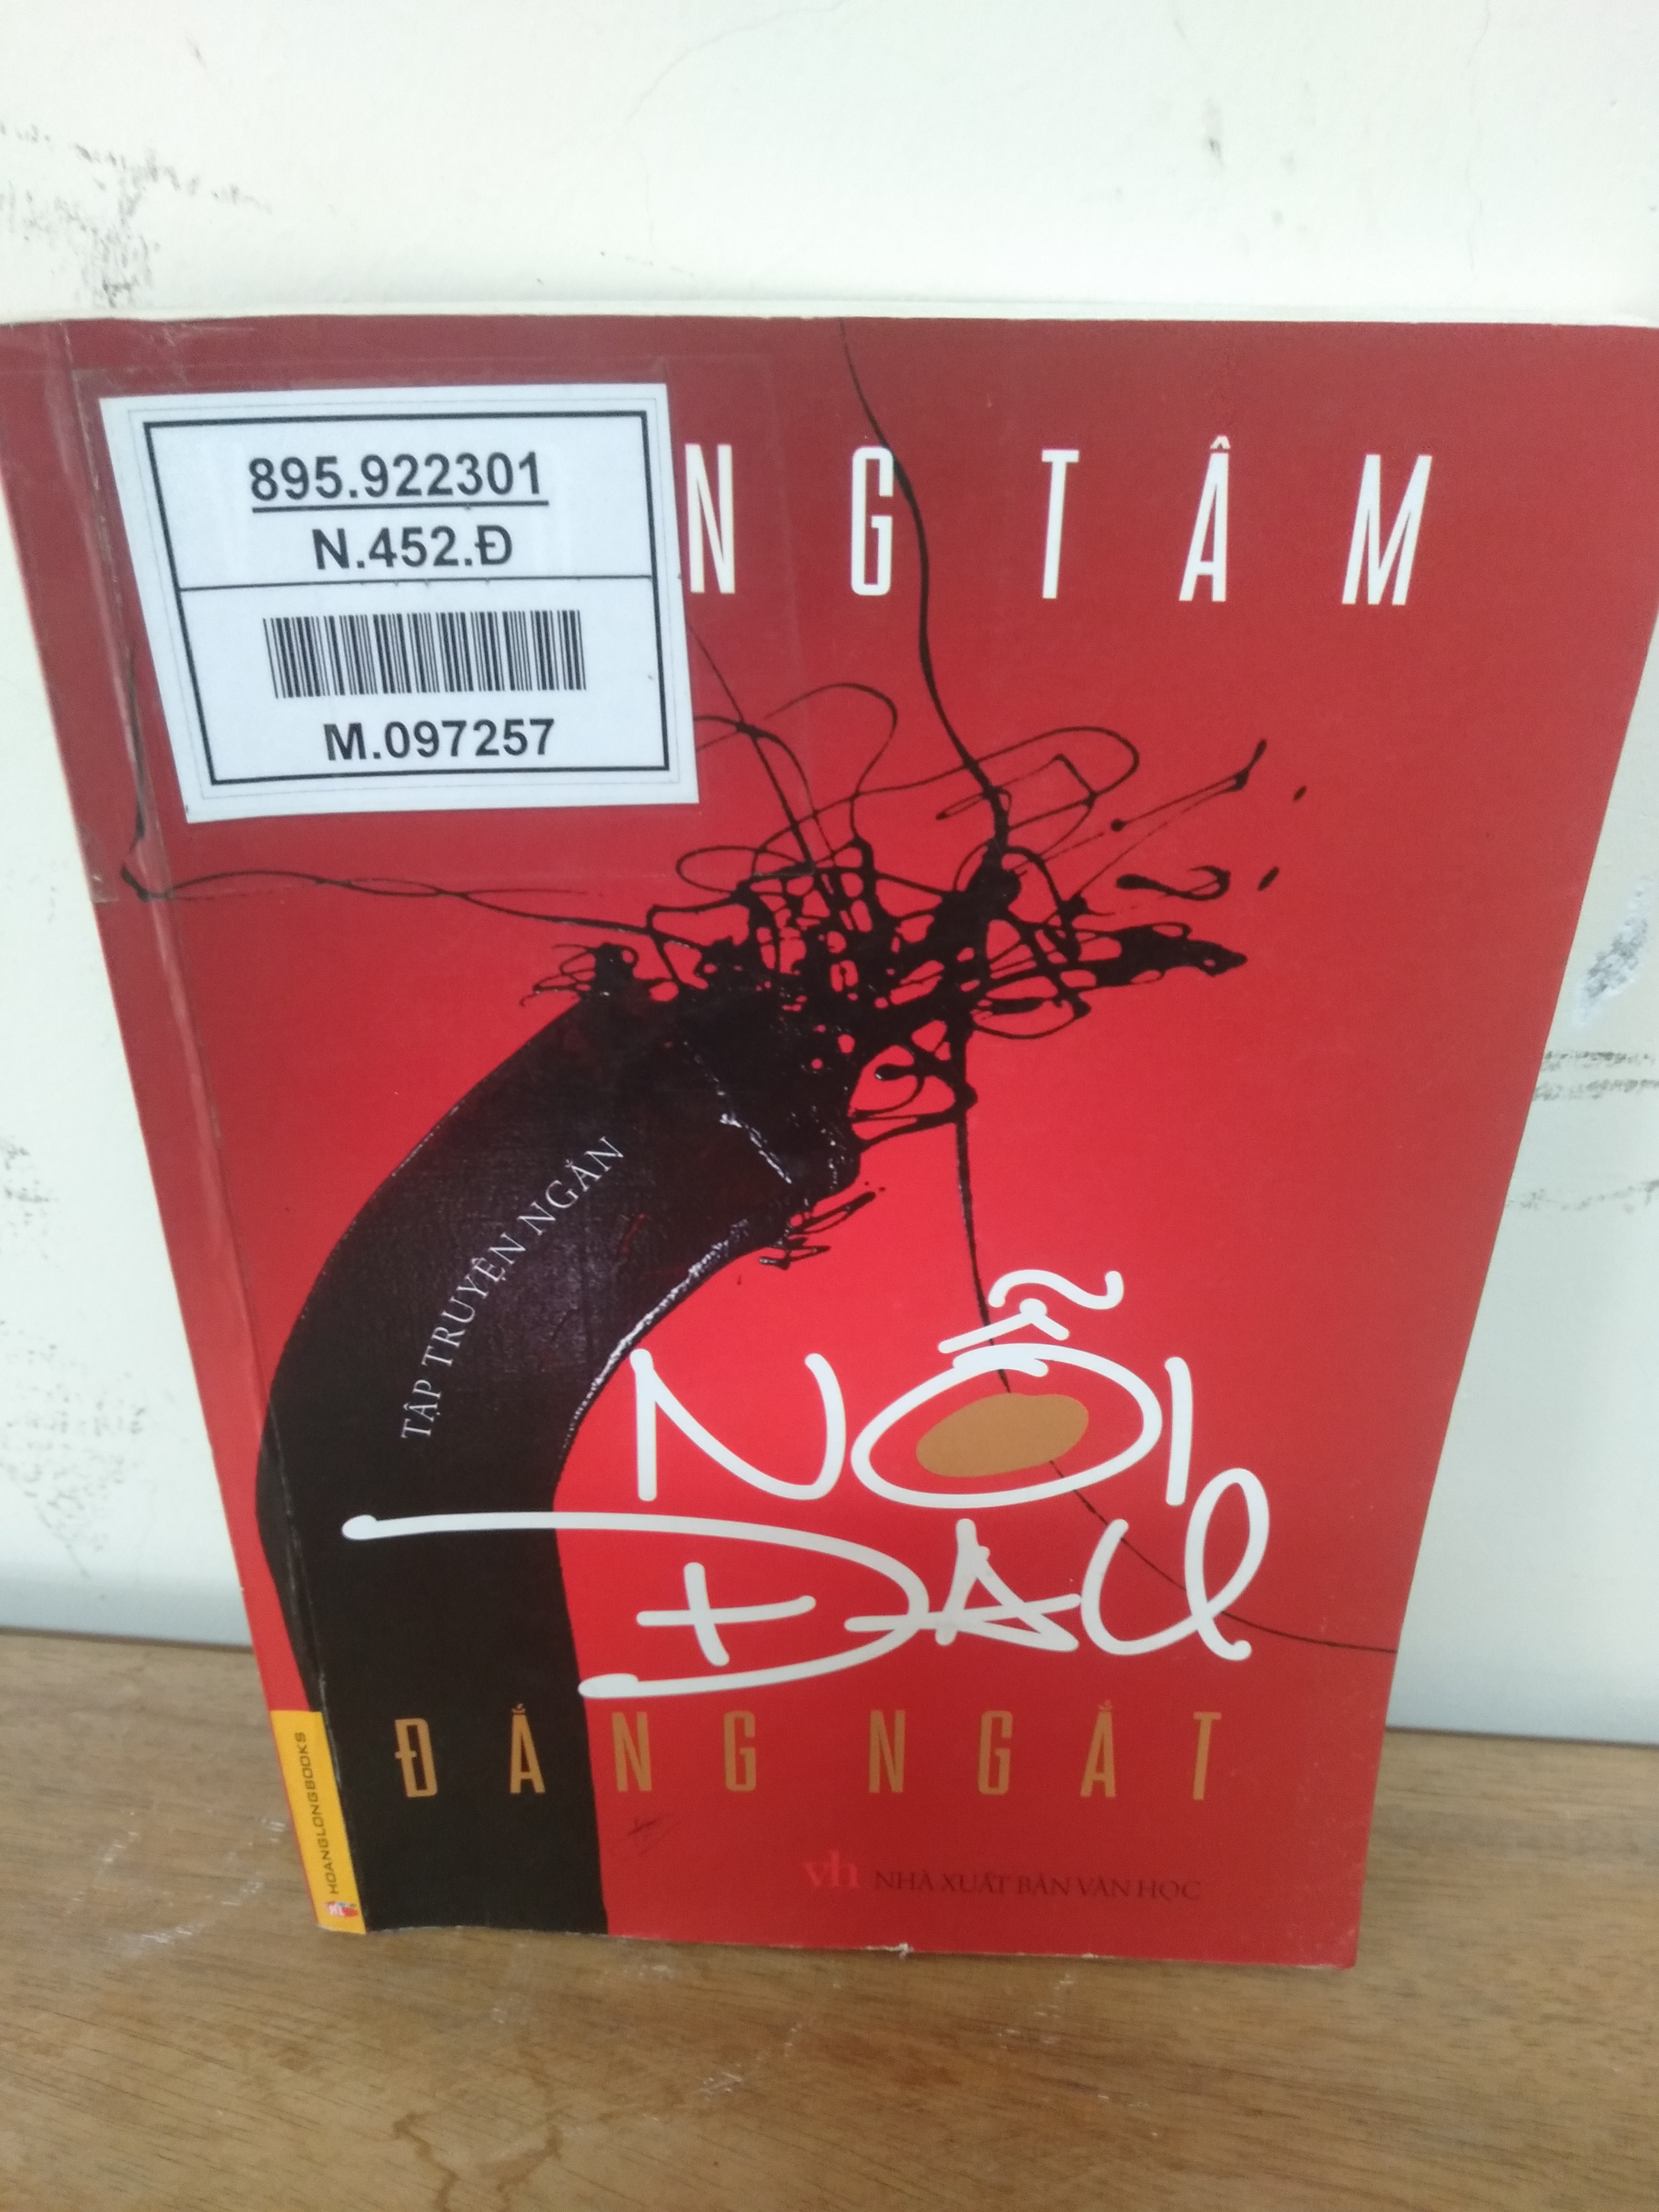 895.922301
N.452.Đ
M.097257
NG TÂM
TẬP TRUYỆN NGẮN
NỖI
ĐAU
ĐẮNG NGẮT
HOANGLONGBOOKS
vh NHÀ XUẤT BẢN VĂN HỌC